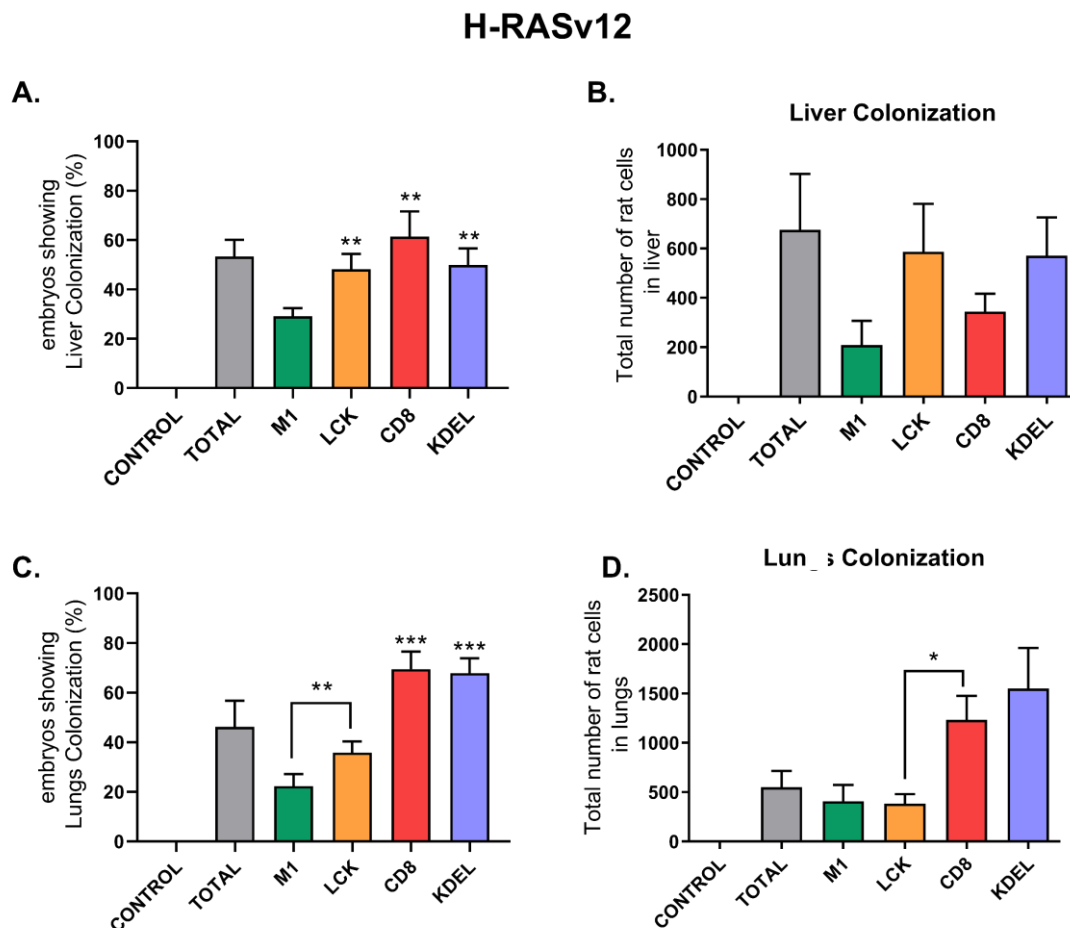 H-RASv12
A.
embryos showing
Liver Colonization (%)
100
80
60
40
20
0
** ** **
CONTROL TOTAL M1 LCK CD8 KDEL
B.
Liver Colonization
Total number of rat cells
in liver
1000
800
600
400
200
0
CONTROL TOTAL M1 LCK CD8 KDEL
C.
embryos showing
Lungs Colonization (%)
100
80
60
40
20
0
** *** ***
CONTROL TOTAL M1 LCK CD8 KDEL
D.
Colonization
Total number of rat cells
in lungs
2500
2000
1500
1000
500
0
*
CONTROL TOTAL M1 LCK CD8 KDEL